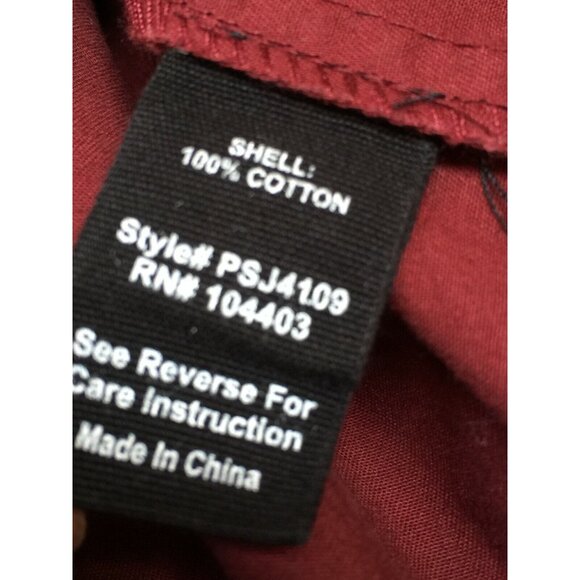 SHELL:
100% COTTON
Style# PSJ4109
RN# 104403
See Reverse For
Care Instruction
Made In China